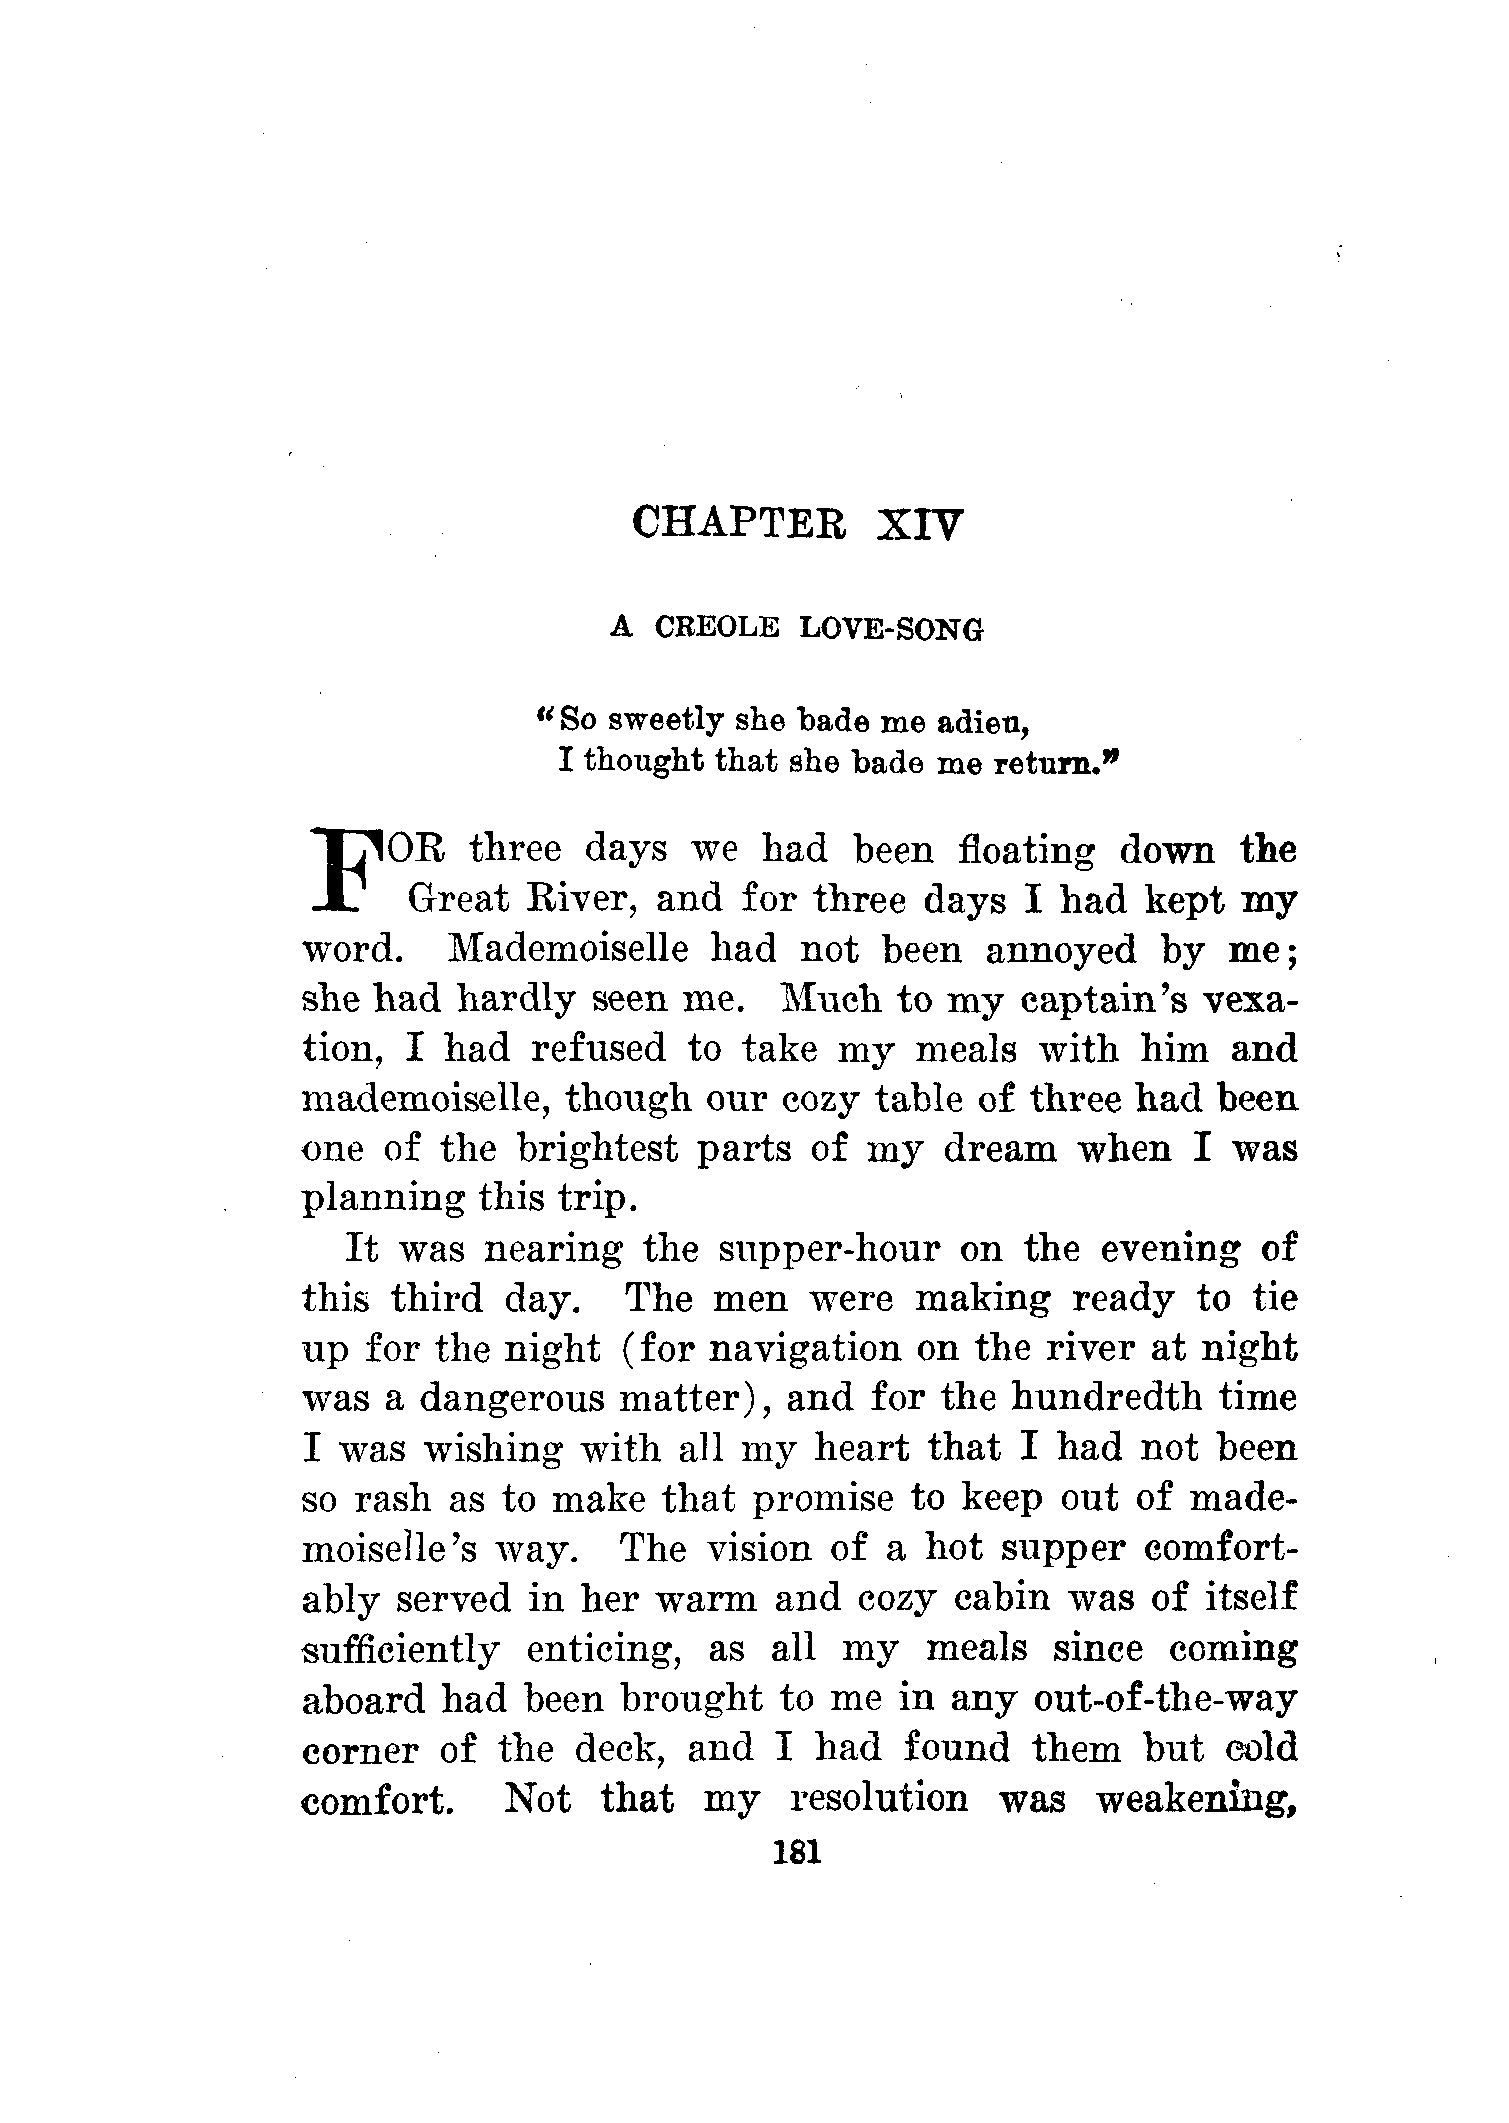 CHAPTER XIV
A CREOLE LOVE-SONG
“So sweetly she bade me adieu,
I thought that she bade me return.”
FOR three days we had been floating down the
Great River, and for three days I had kept my
word. Mademoiselle had not been annoyed by me;
she had hardly seen me. Much to my captain's vexa-
tion, I had refused to take my meals with him and
mademoiselle, though our cozy table of three had been
one of the brightest parts of my dream when I was
planning this trip.
It was nearing the supper-hour on the evening of
this third day. The men were making ready to tie
up for the night (for navigation on the river at night
was a dangerous matter), and for the hundredth time
I was wishing with all my heart that I had not been
so rash as to make that promise to keep out of made-
moiselle's way. The vision of a hot supper comfort-
ably served in her warm and cozy cabin was of itself
sufficiently enticing, as all my meals since coming
aboard had been brought to me in any out-of-the-way
corner of the deck, and I had found them but cold
comfort. Not that my resolution was weakening,
181